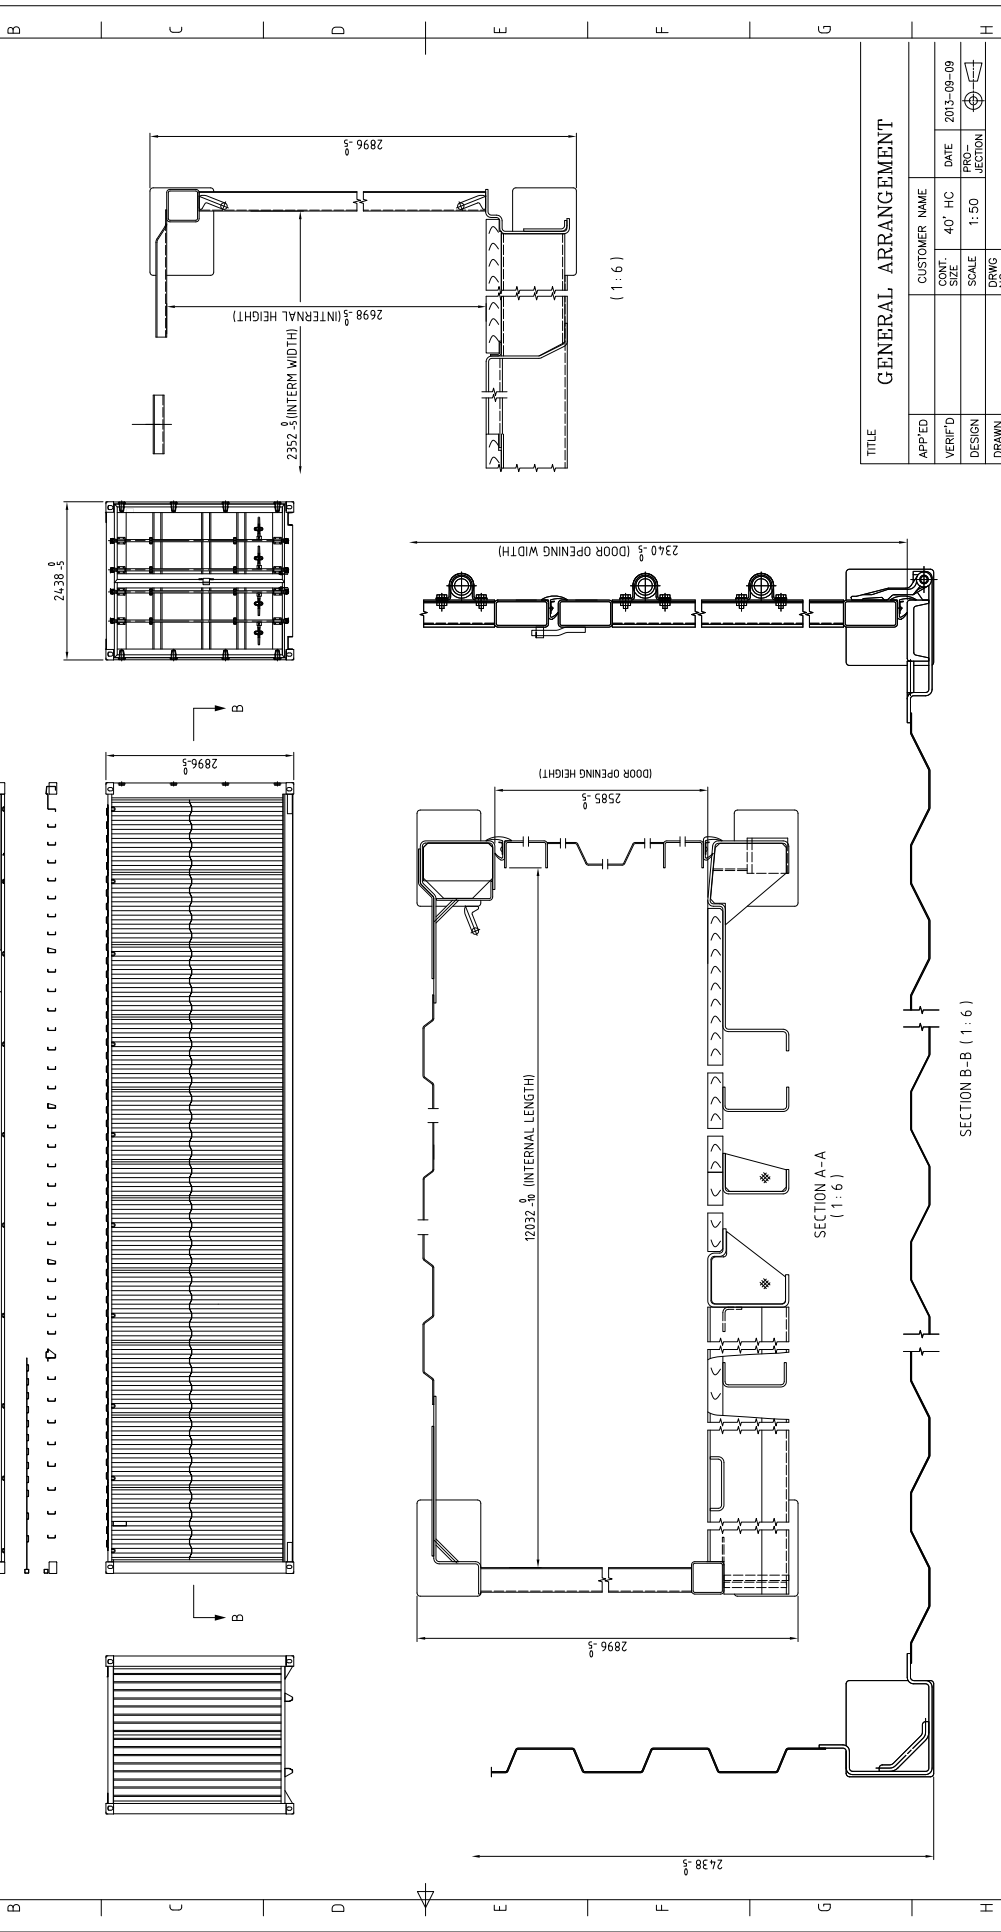 B
C
D
E
F
G
H
2896 0 -5
2698 0 -5 (INTERNAL HEIGHT)
2352 0 -5 (INTERM WIDTH)
(1:6)
TITLE
GENERAL ARRANGEMENT
APP'ED
CUSTOMER NAME
VERIF'D
CONT. SIZE
40' HC
DATE
2013-09-09
DESIGN
SCALE
1:50
PRO-JECTION
DRAWN
DRWG
2438 0 -5
2340 0 -5 (DOOR OPENING WIDTH)
B
2896 0 -5
(DOOR OPENING HEIGHT)
2585 0 -5
12032 0 -10 (INTERNAL LENGTH)
SECTION A-A
(1:6)
SECTION B-B (1:6)
B
2896 0 -5
2438 0 -5
B
C
D
E
F
G
H